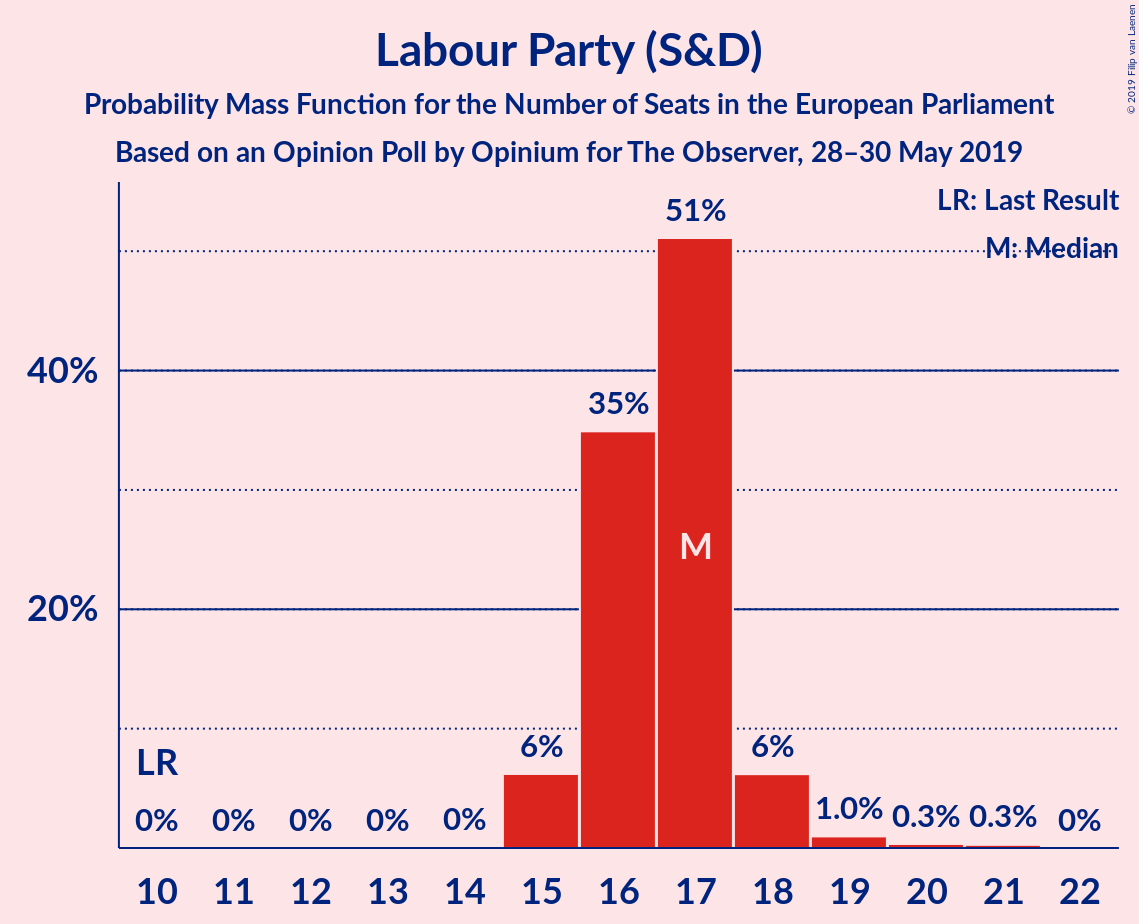 Labour Party (S&D)
Probability Mass Function for the Number of Seats in the European Parliament
Based on an Opinion Poll by Opinium for The Observer, 28–30 May 2019
© 2019 Filip van Laenen
LR: Last Result
M: Median
51%
40%
35%
M
20%
LR
6%
6%
0%
0%
0%
0%
0%
1.0%
0.3%
0.3%
0%
10 11 12 13 14 15 16 17 18 19 20 21 22